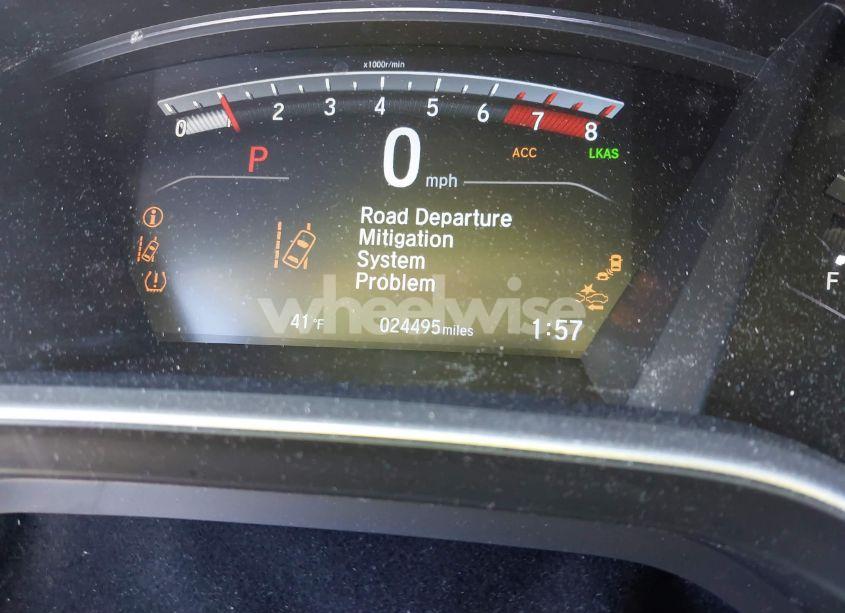 x1000r/min
0 2 3 4 5 6 7 8
P 0 mph ACC LKAS
Road Departure
Mitigation
System
Problem
F
wheelwise
41°F 024495 miles 1:57